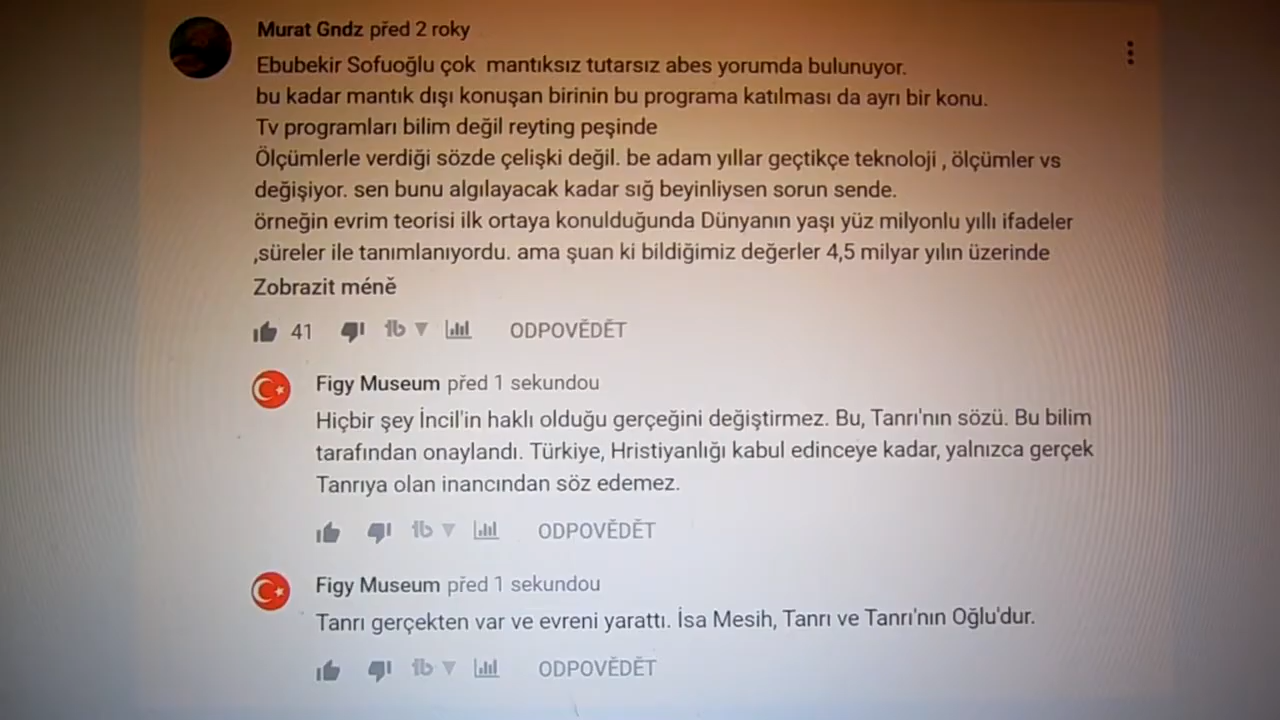 Murat Gndz před 2 roky
Ebubekir Sofuoğlu çok mantıksız tutarsız abes yorumda bulunuyor.
bu kadar mantık dışı konuşan birinin bu programa katılması da ayrı bir konu.
Tv programları bilim değil reyting peşinde
Ölçümlerle verdiği sözde çelişki değil. be adam yıllar geçtikçe teknoloji , ölçümler vs
değişiyor. sen bunu algılayacak kadar sığ beyinliysen sorun sende.
örneğin evrim teorisi ilk ortaya konulduğunda Dünyanın yaşı yüz milyonlu yıllı ifadeler
,süreler ile tanımlanıyordu. ama şuan ki bildiğimiz değerler 4,5 milyar yılın üzerinde
Zobrazit méně
41 ODPOVĚDĚT
Figy Museum před 1 sekundou
Hiçbir şey İncil'in haklı olduğu gerçeğini değiştirmez. Bu, Tanrı'nın sözü. Bu bilim
tarafından onaylandı. Türkiye, Hristiyanlığı kabul edinceye kadar, yalnızca gerçek
Tanrıya olan inancından söz edemez.
ODPOVĚDĚT
Figy Museum před 1 sekundou
Tanrı gerçekten var ve evreni yarattı. İsa Mesih, Tanrı ve Tanrı'nın Oğlu'dur.
ODPOVĚDĚT